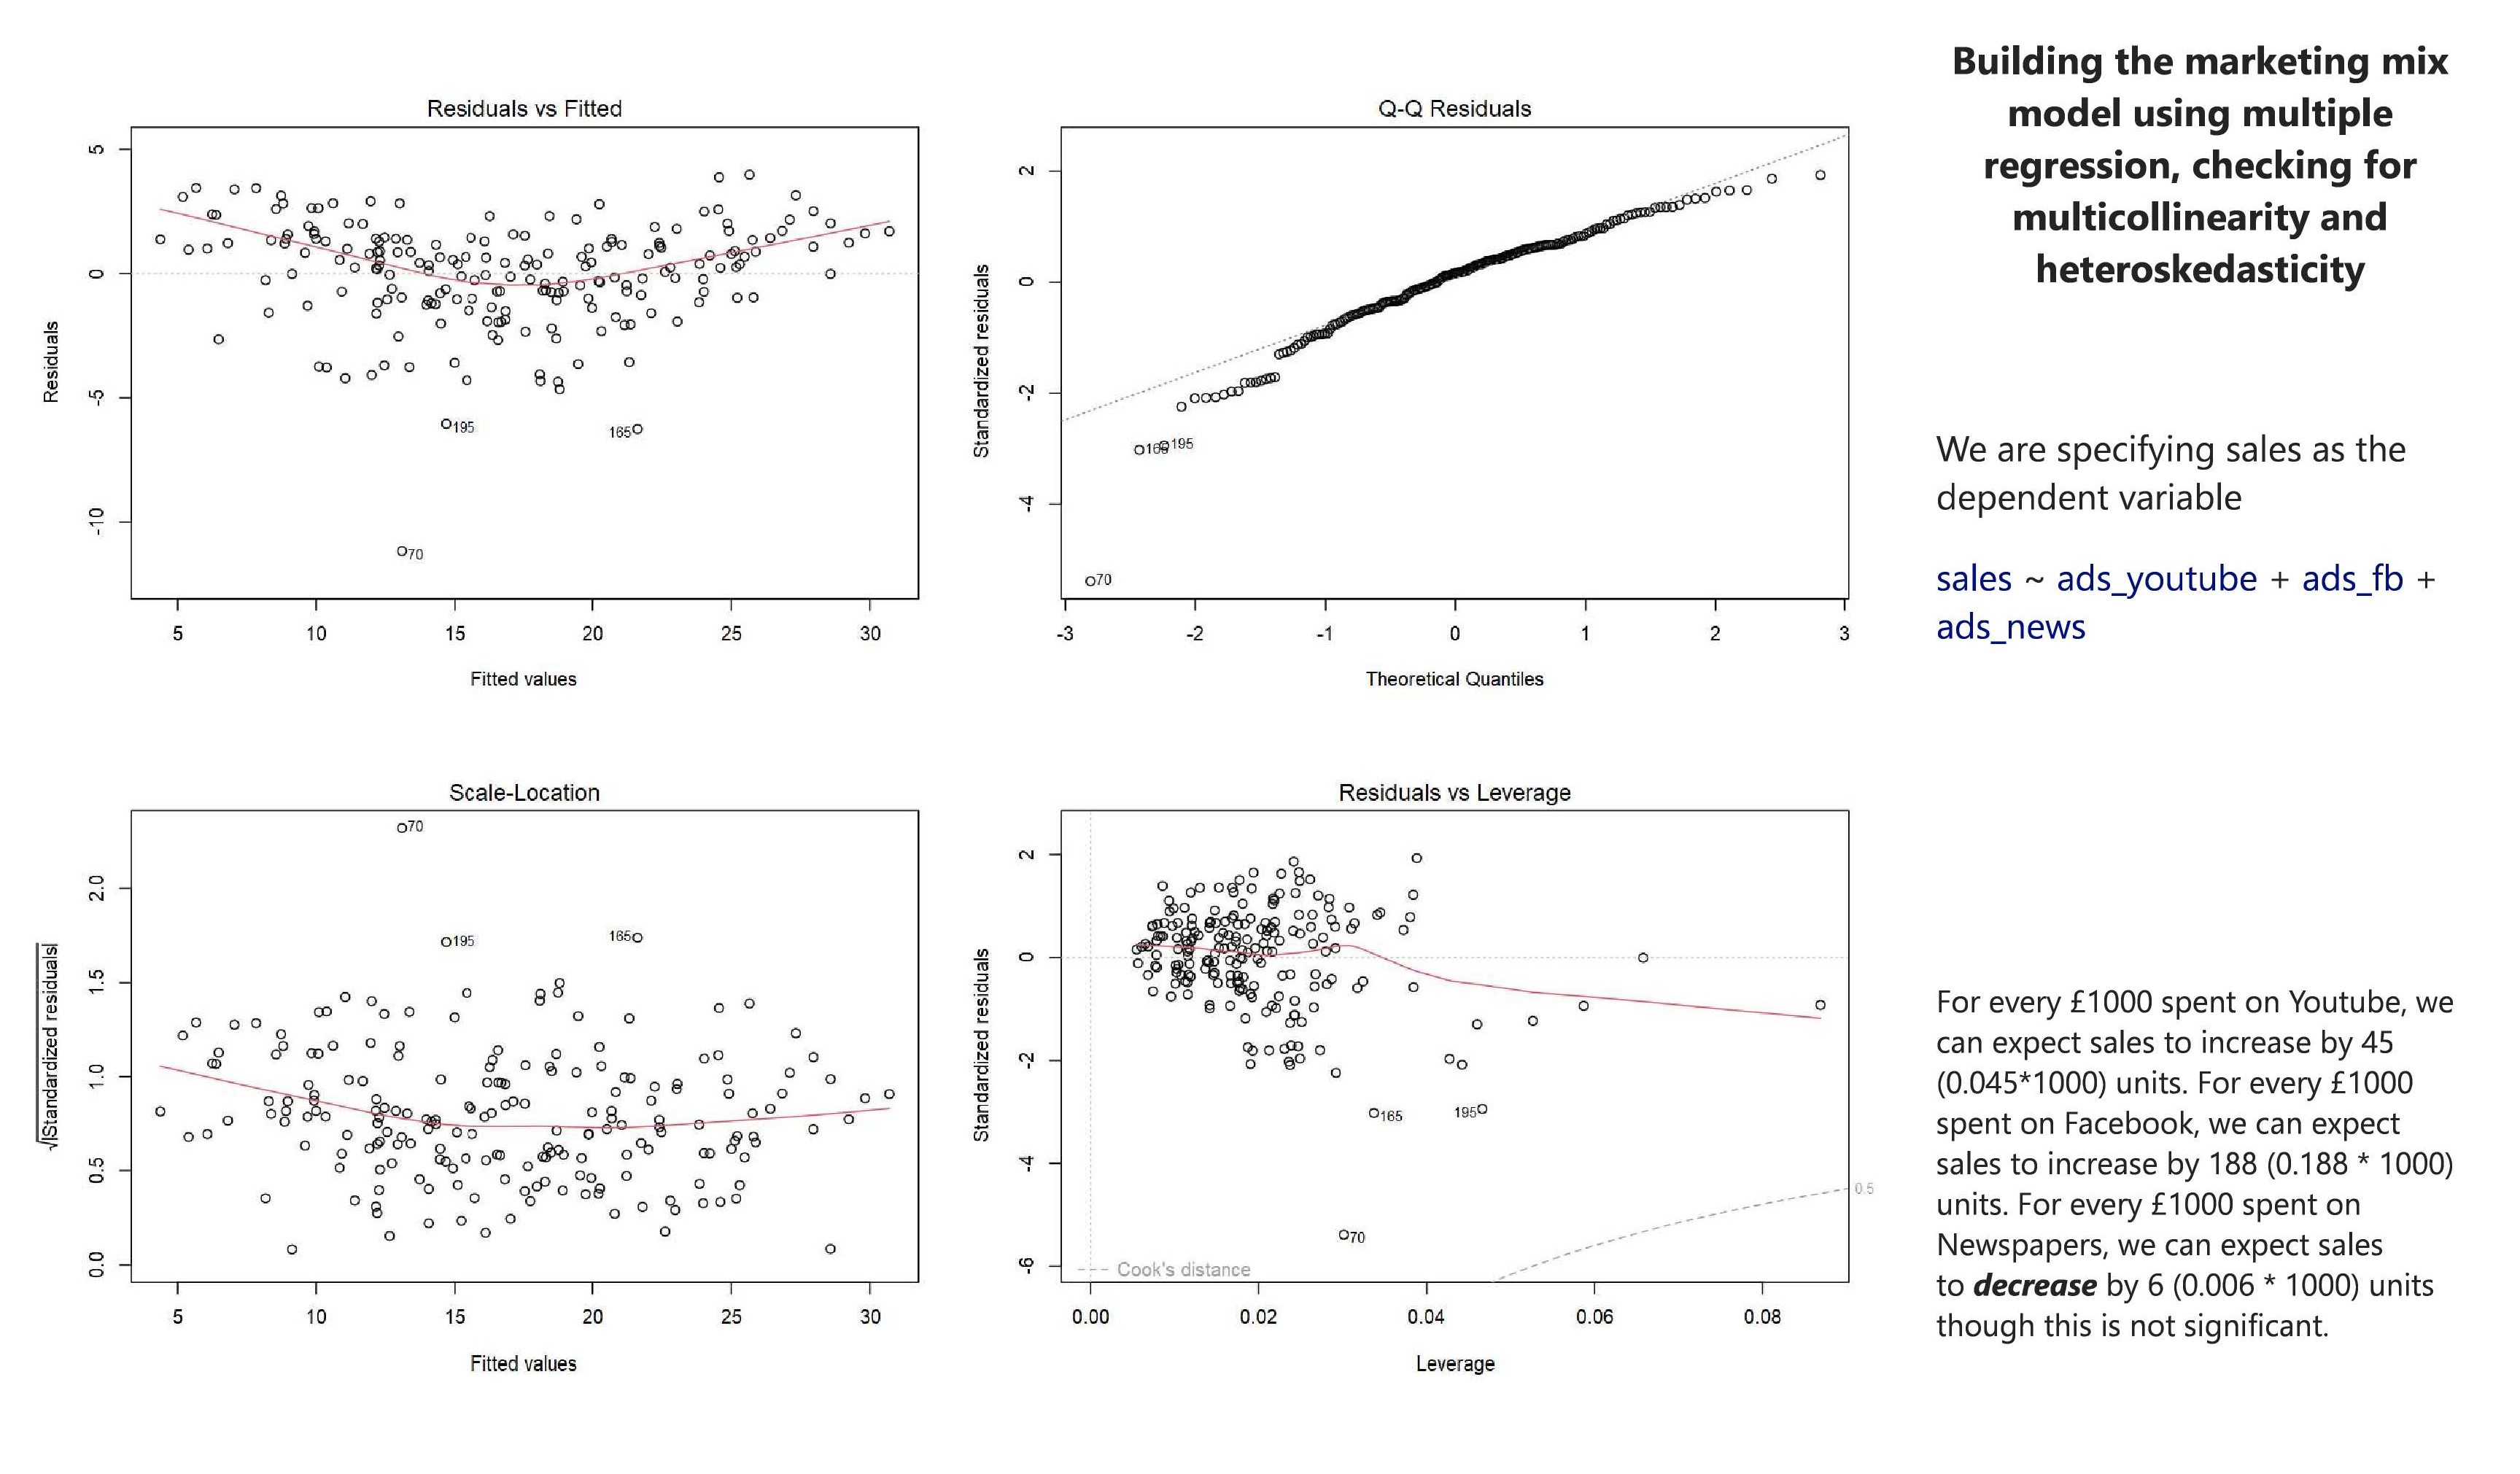 Building the marketing mix
model using multiple
regression, checking for
multicollinearity and
heteroskedasticity
We are specifying sales as the
dependent variable
sales ~ ads_youtube + ads_fb +
ads_news
For every £1000 spent on Youtube, we
can expect sales to increase by 45
(0.045*1000) units. For every £1000
spent on Facebook, we can expect
sales to increase by 188 (0.188 * 1000)
units. For every £1000 spent on
Newspapers, we can expect sales
to decrease by 6 (0.006 * 1000) units
though this is not significant.
Residuals vs Fitted
5
0
-5
-10
Residuals
195
165
70
5 10 15 20 25 30
Fitted values
Q-Q Residuals
2
0
-2
-4
Standardized residuals
195
70
-3 -2 -1 0 1 2 3
Theoretical Quantiles
Scale-Location
2.0
1.5
1.0
0.5
0.0
√|Standardized residuals|
70
195
165
5 10 15 20 25 30
Fitted values
Residuals vs Leverage
2
0
-2
-4
-6
Standardized residuals
165
195
0.5
70
Cook's distance
0.00 0.02 0.04 0.06 0.08
Leverage